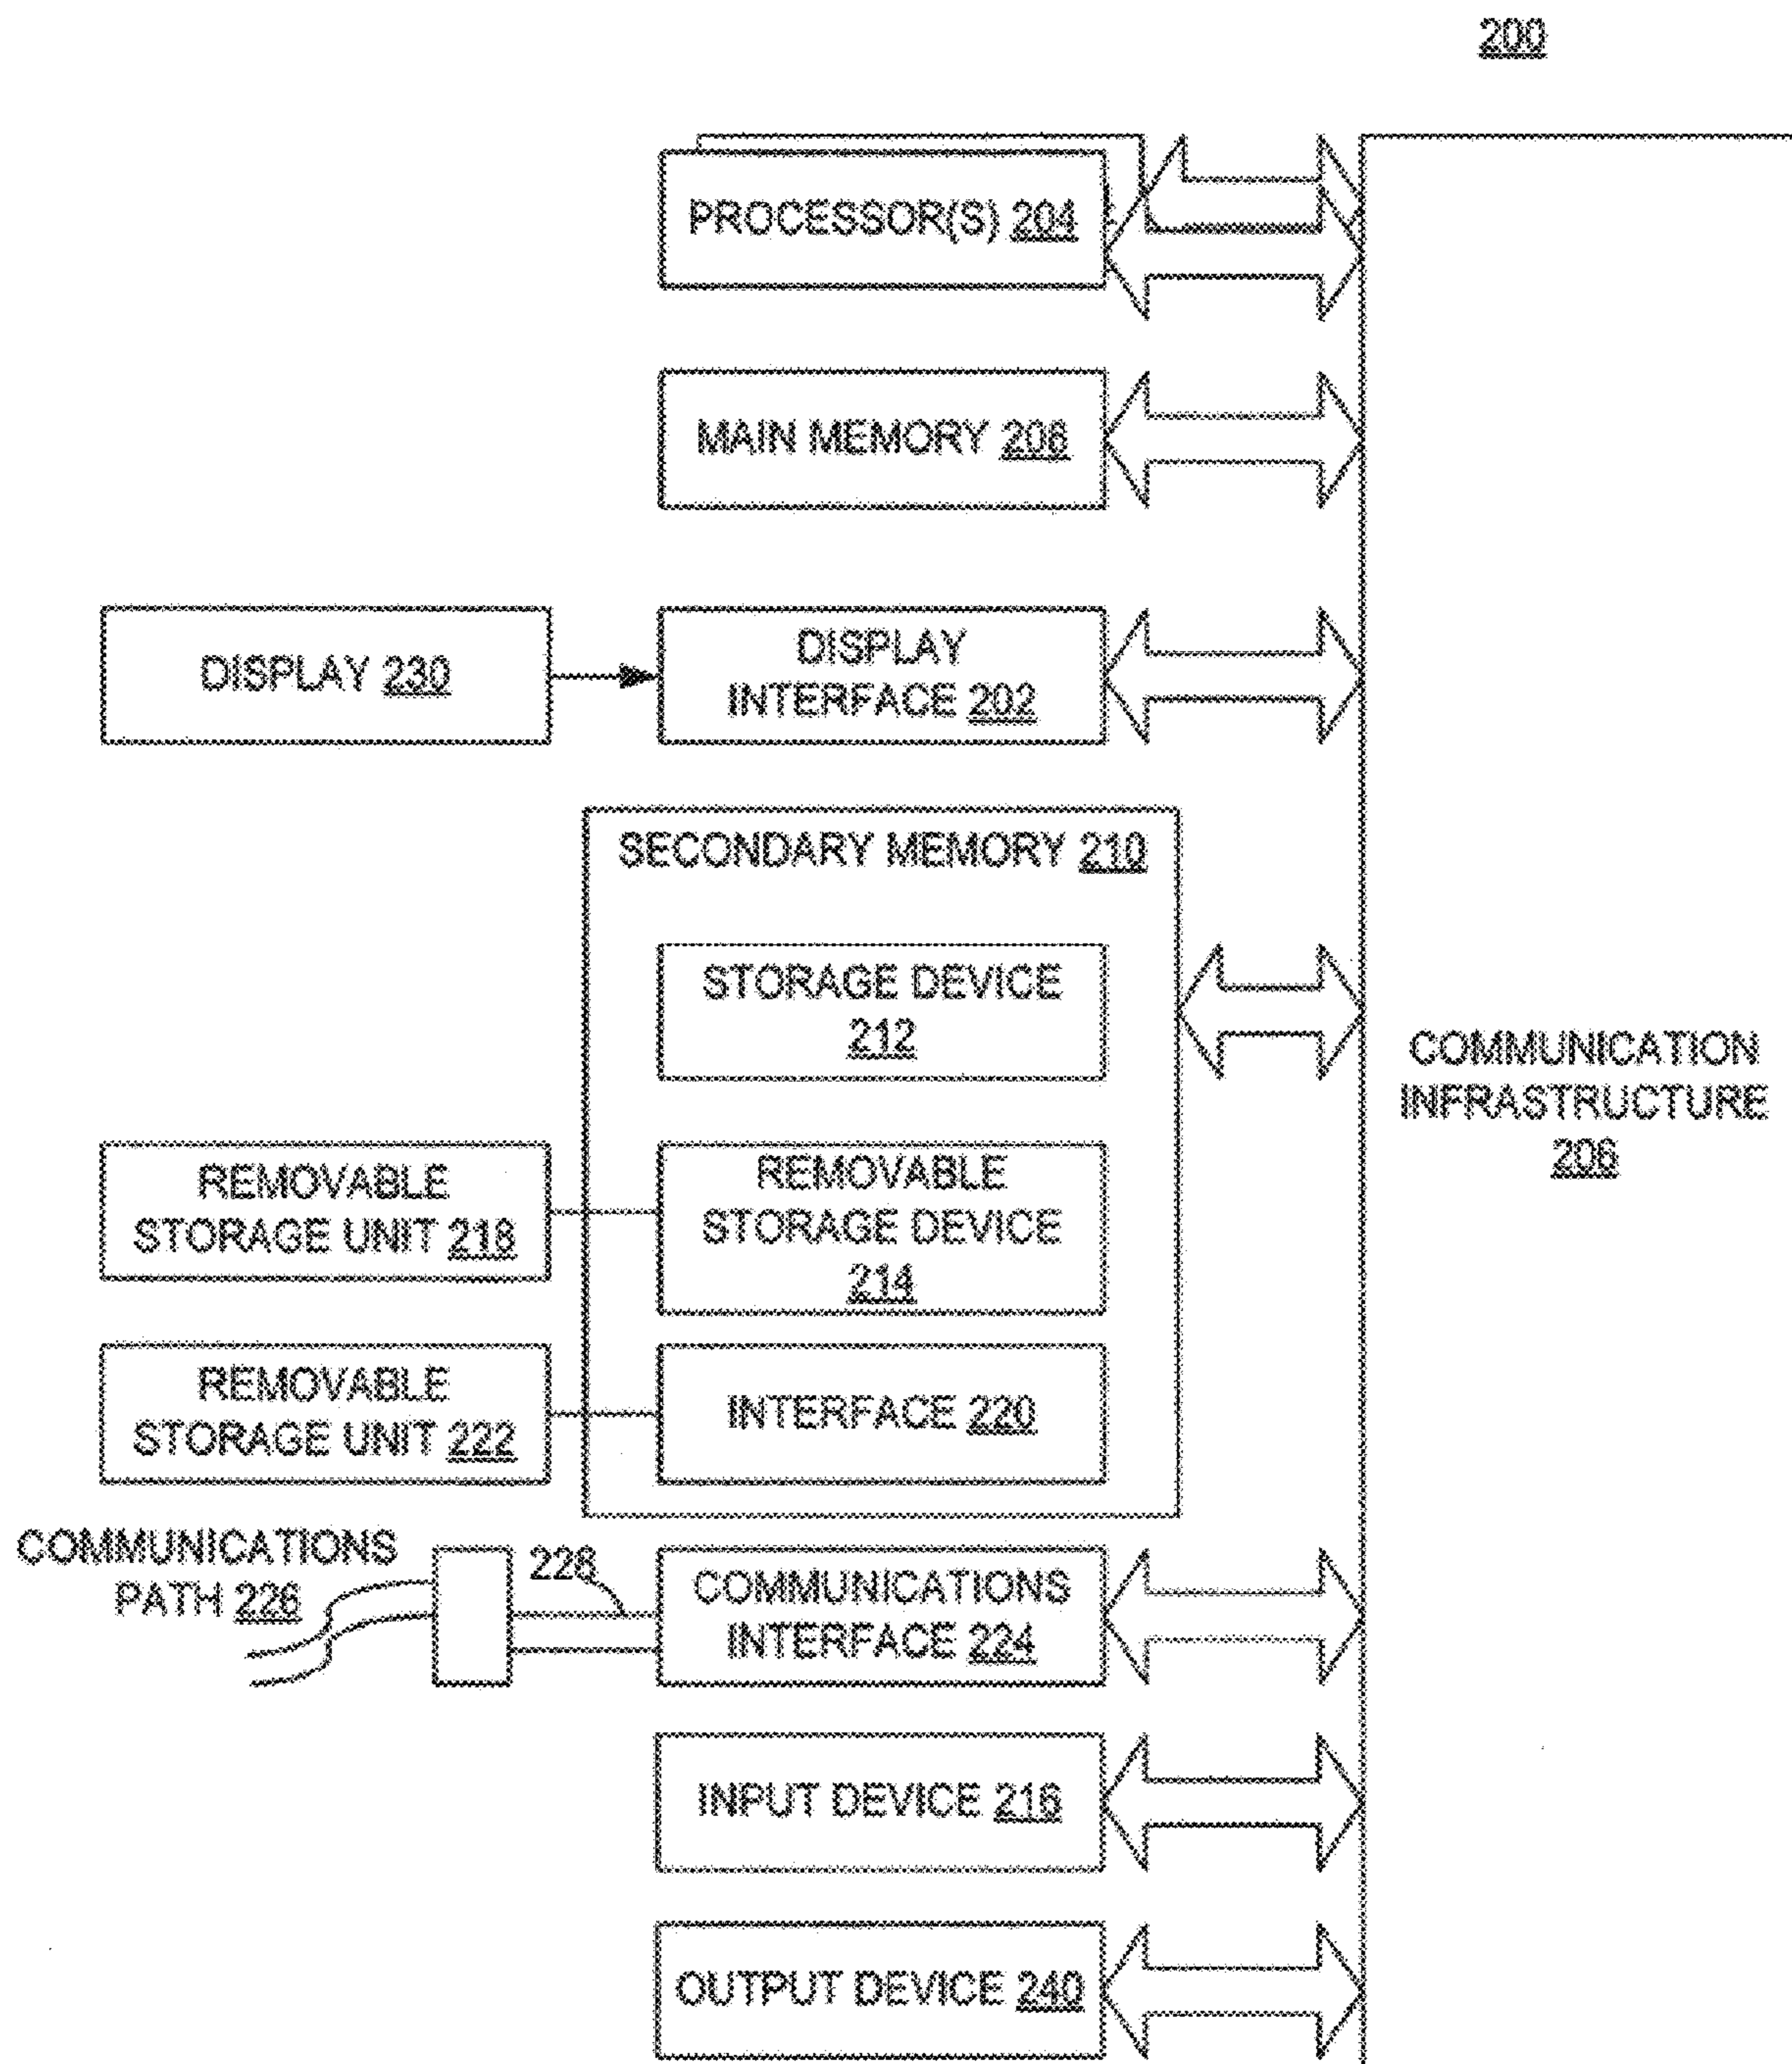 200
PROCESSOR(S) 204
MAIN MEMORY 208
DISPLAY 230
DISPLAY
INTERFACE 202
SECONDARY MEMORY 210
STORAGE DEVICE
212
COMMUNICATION
INFRASTRUCTURE
206
REMOVABLE
STORAGE UNIT 218
REMOVABLE
STORAGE DEVICE
214
REMOVABLE
STORAGE UNIT 222
INTERFACE 220
COMMUNICATIONS
PATH 226
228
COMMUNICATIONS
INTERFACE 224
INPUT DEVICE 216
OUTPUT DEVICE 240